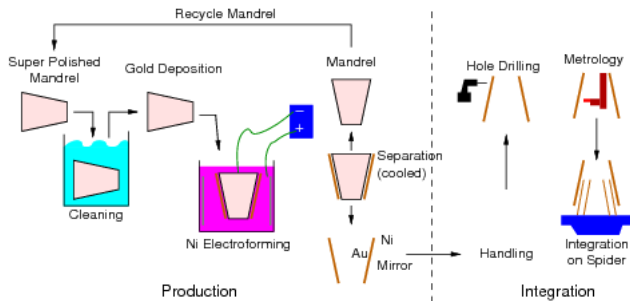 Recycle Mandrel
Super Polished
Mandrel
Gold Deposition
Mandrel
Hole Drilling
Metrology
−
+
Separation
(cooled)
Cleaning
Ni Electroforming
Au
Ni
Mirror
Handling
Integration
on Spider
Production
Integration